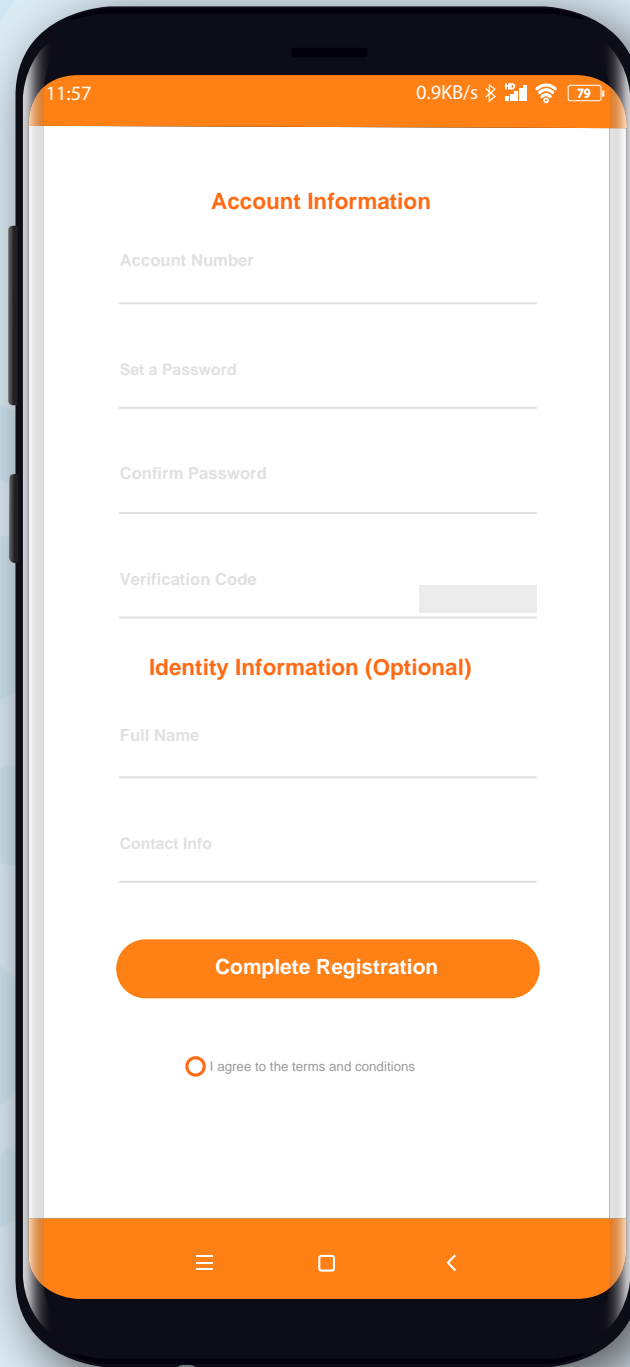 11:57 0.9KB/s HD 79
Account Information
Account Number
Set a Password
Confirm Password
Verification Code
Identity Information (Optional)
Full Name
Contact Info
Complete Registration
I agree to the terms and conditions